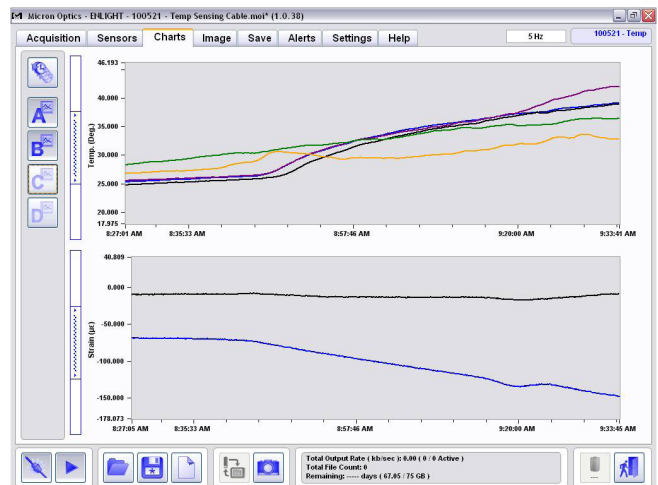 Micron Optics - ENLIGHT - 100521 - Temp Sensing Cable.moi* (1.0.38)
Acquisition Sensors Charts Image Save Alerts Settings Help 5 Hz 100521 - Temp
46.193
40.000
35.000
30.000
25.000
20.000
17.975
Temp. (Deg.)
8:27:01 AM 8:35:33 8:57:46 AM 9:20:00 AM 9:33:41 AM
A
B
C
D
40.809
0.000
-50.000
-100.000
-150.000
-178.073
Strain (µε)
8:27:05 AM 8:35:33 8:57:46 AM 9:20:00 AM 9:33:45 AM
Total Output Rate ( kb/sec ): 0.00 ( 0 / 0 Active )
Total File Count: 0
Remaining: ----- days ( 67.05 / 75 GB )